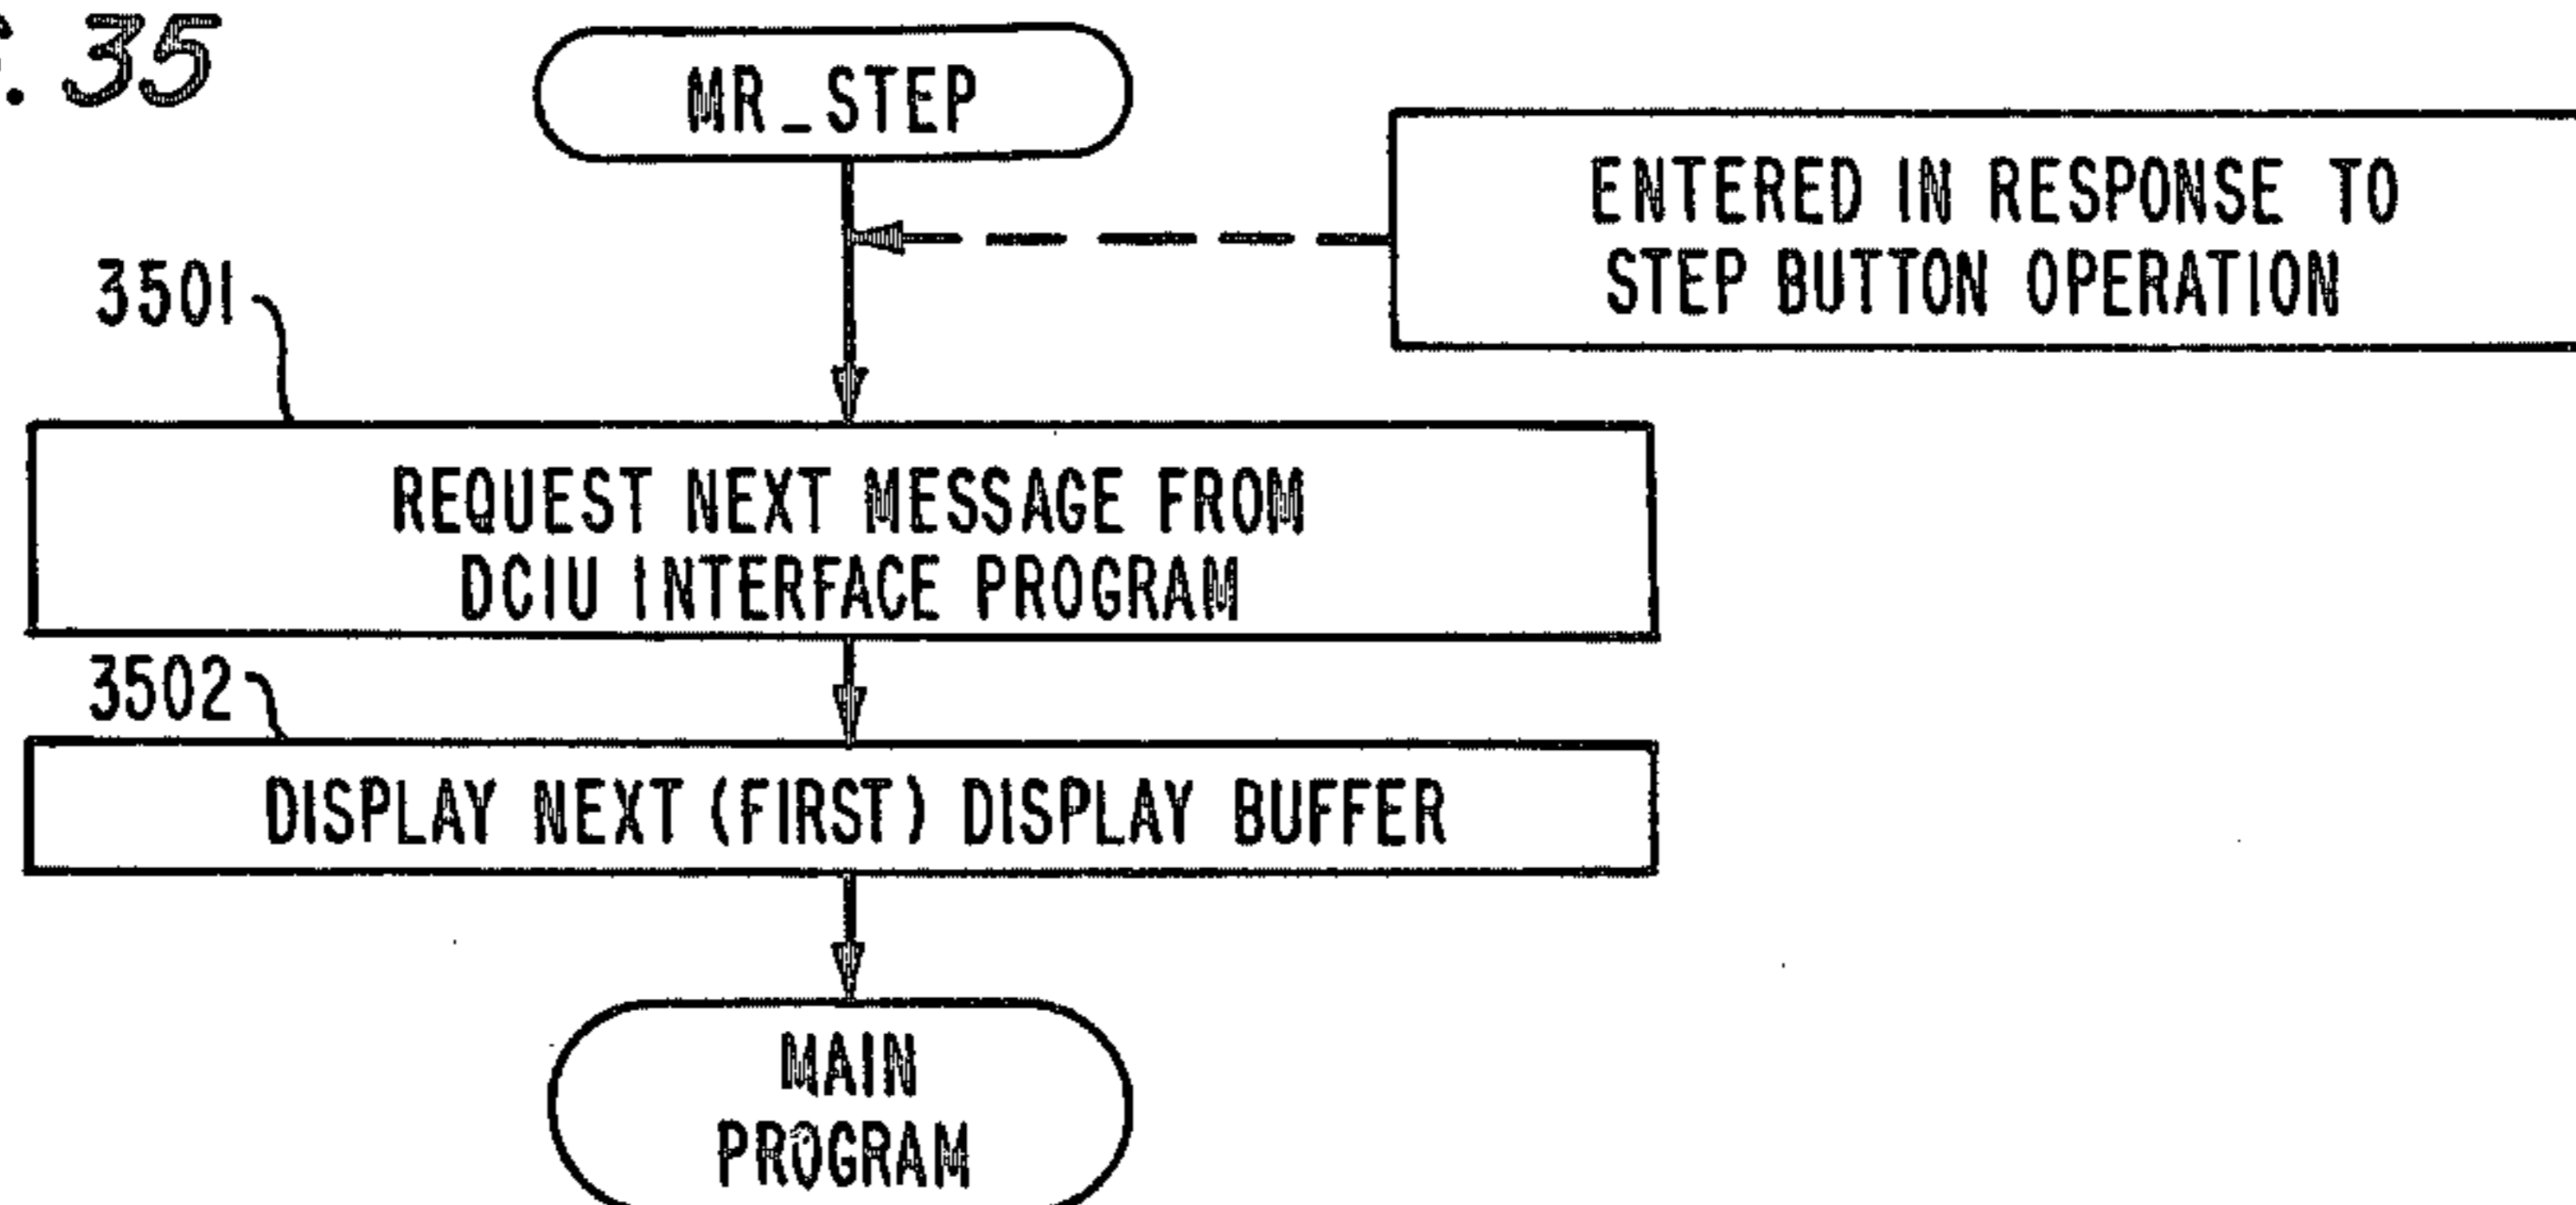 . 35
MR_STEP
ENTERED IN RESPONSE TO
STEP BUTTON OPERATION
3501
REQUEST NEXT MESSAGE FROM
DCIU INTERFACE PROGRAM
3502
DISPLAY NEXT (FIRST) DISPLAY BUFFER
MAIN
PROGRAM